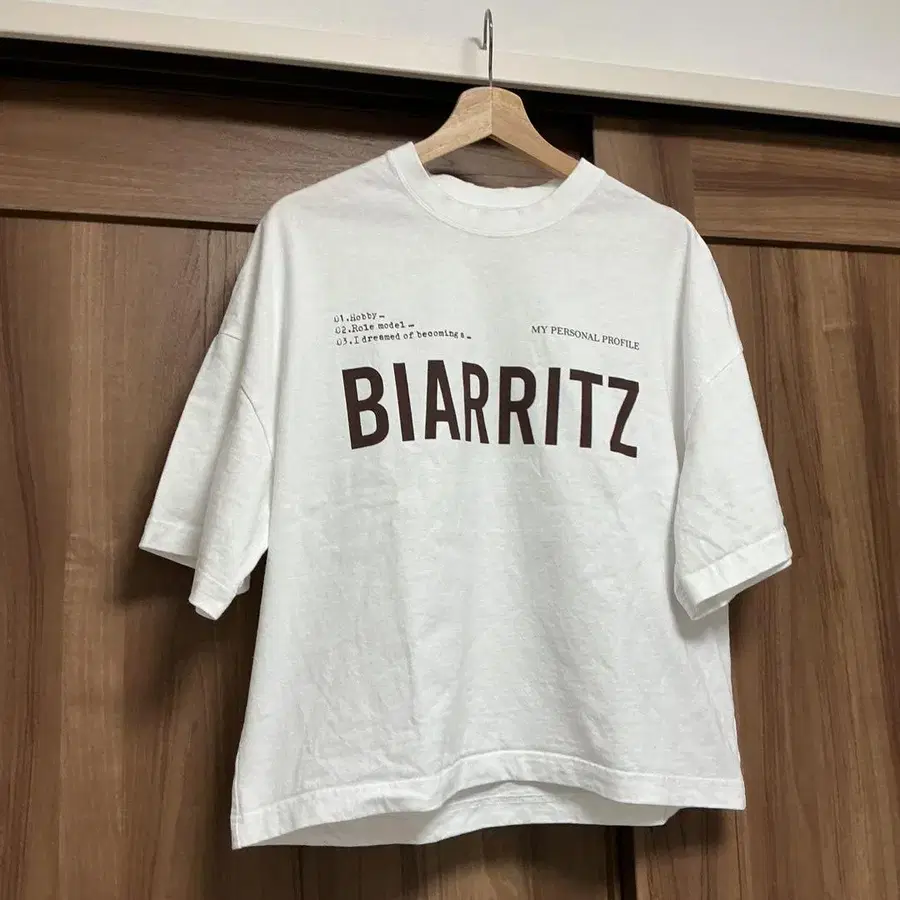 01.Hobby_
02.Role model_
03.I dreamed of becoming a_
MY PERSONAL PROFILE
BIARRITZ